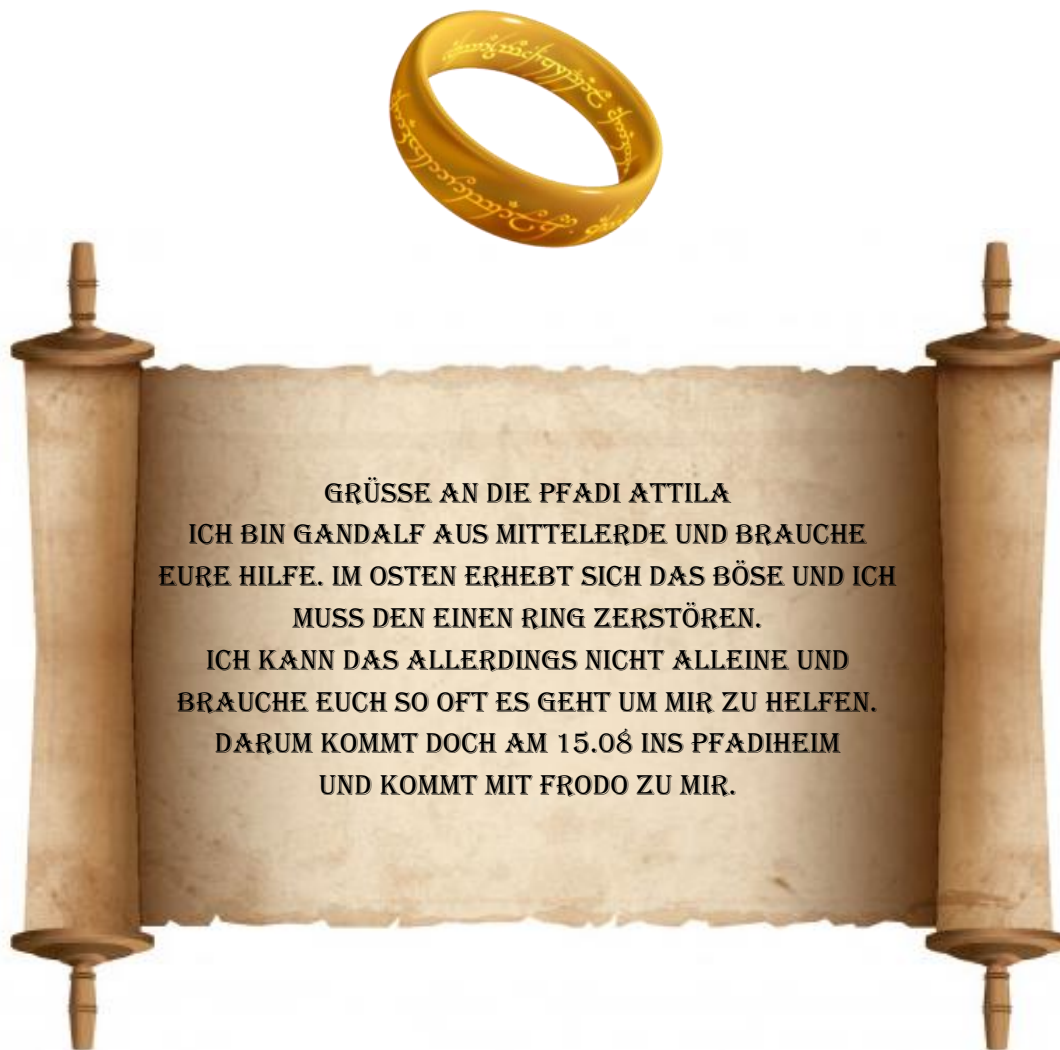 GRÜSSE AN DIE PFADI ATTILA
ICH BIN GANDALF AUS MITTELERDE UND BRAUCHE
EURE HILFE. IM OSTEN ERHEBT SICH DAS BÖSE UND ICH
MUSS DEN EINEN RING ZERSTÖREN.
ICH KANN DAS ALLERDINGS NICHT ALLEINE UND
BRAUCHE EUCH SO OFT ES GEHT UM MIR ZU HELFEN.
DARUM KOMMT DOCH AM 15.08 INS PFADIHEIM
UND KOMMT MIT FRODO ZU MIR.